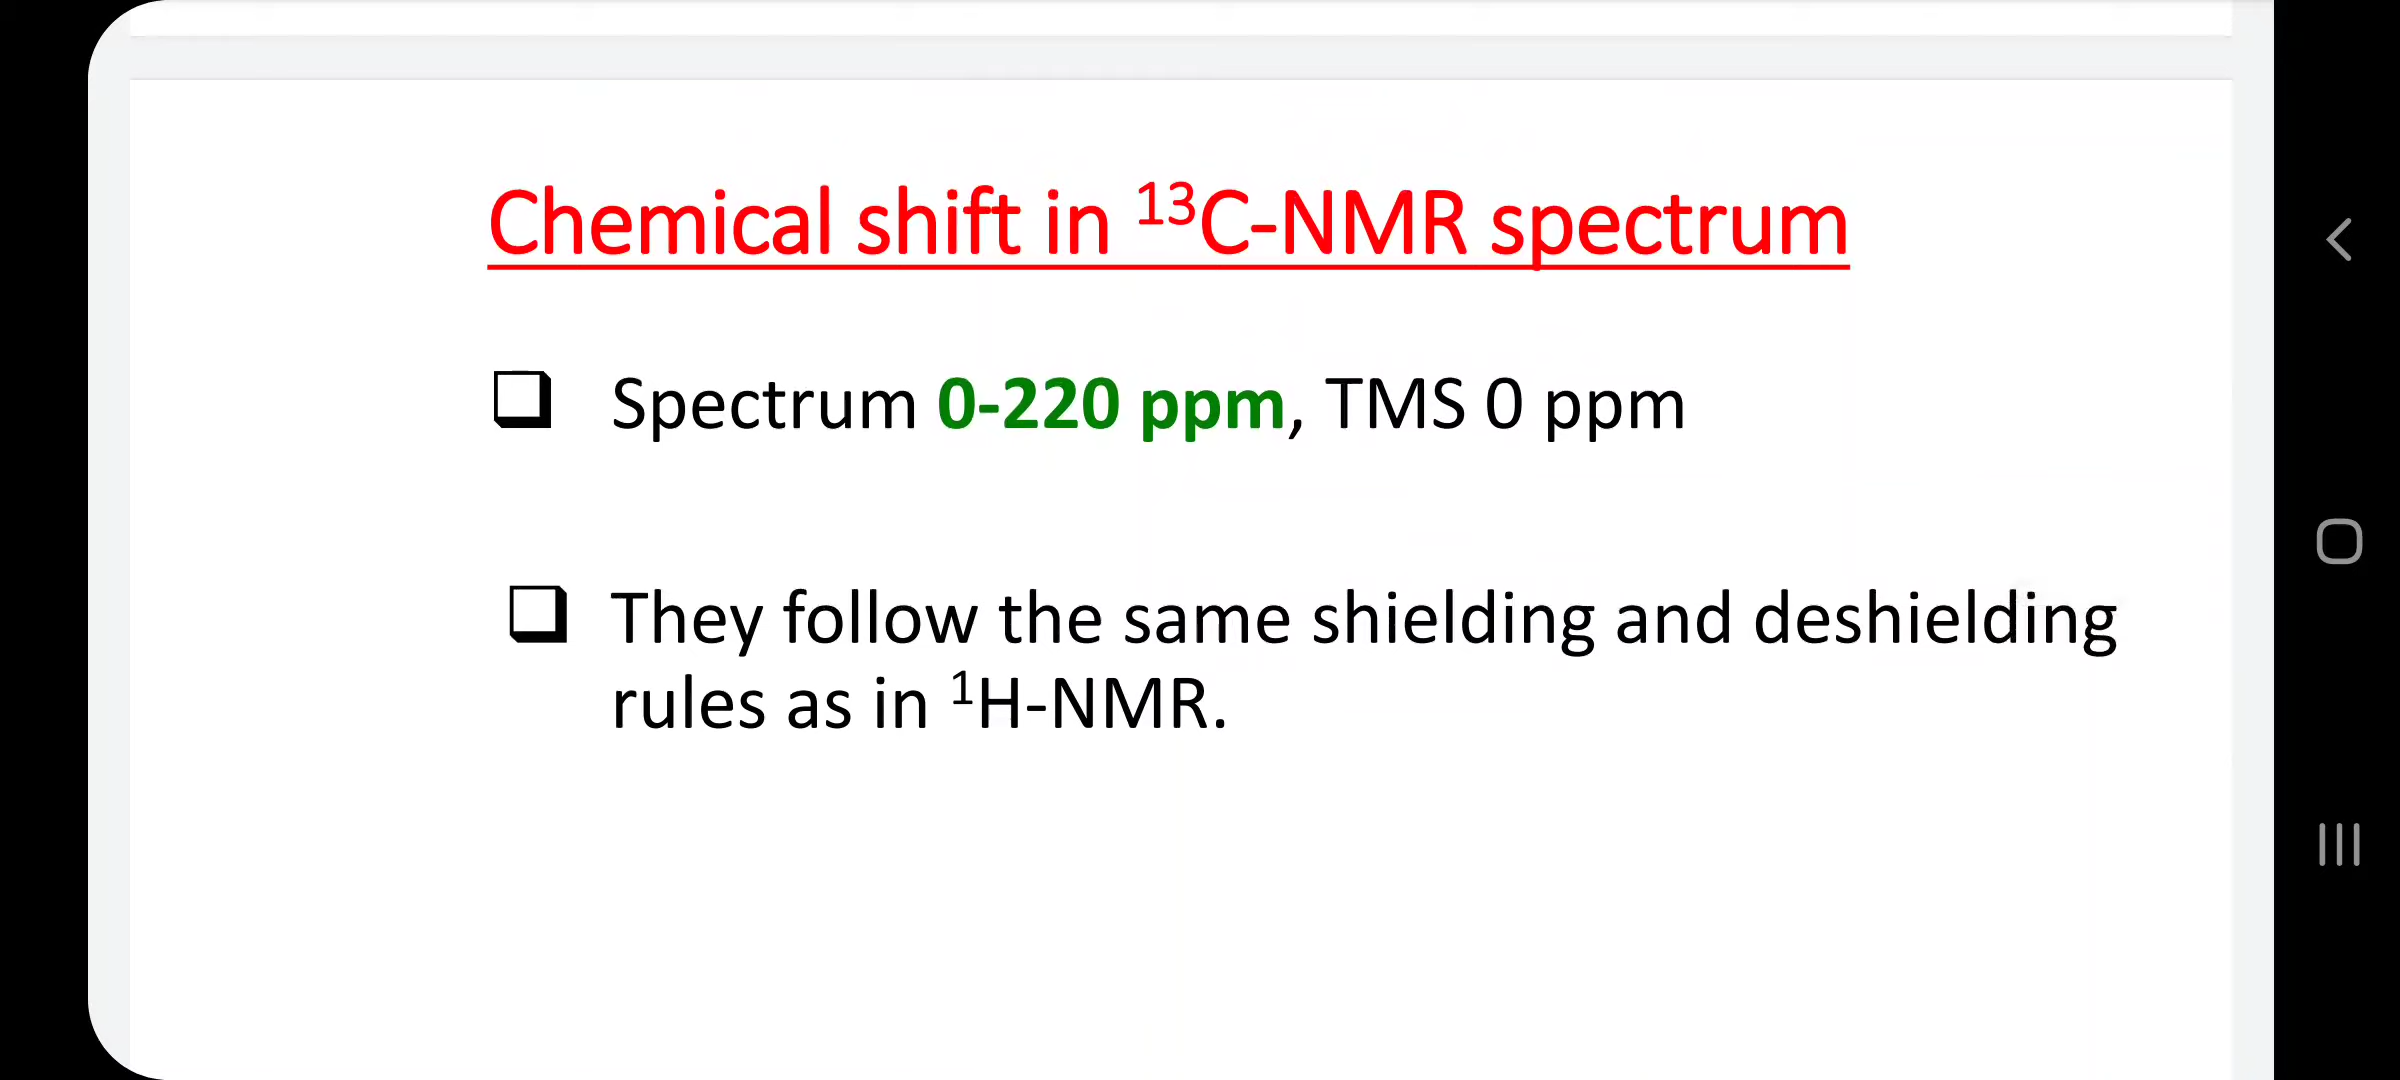 Chemical shift in ¹³C-NMR spectrum
❑ Spectrum 0-220 ppm, TMS 0 ppm
❑ They follow the same shielding and deshielding
rules as in ¹H-NMR.